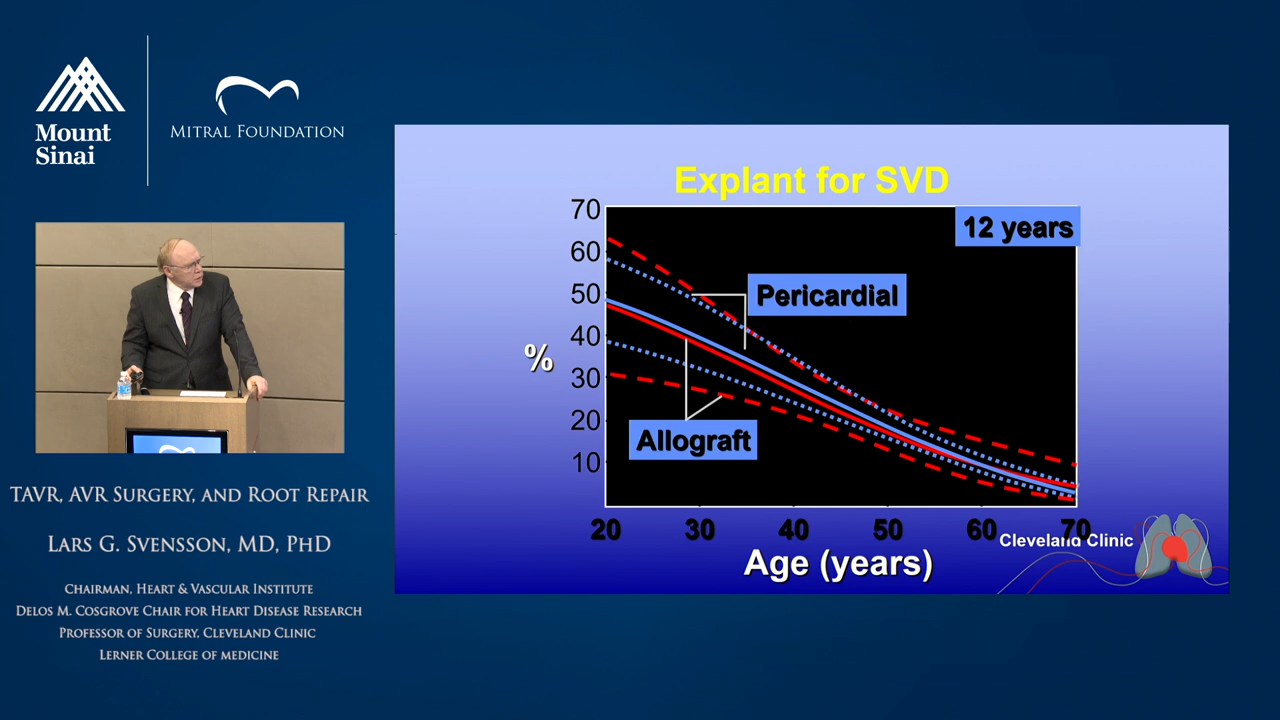 Mount
Sinai
MITRAL FOUNDATION
TAVR, AVR SURGERY, AND ROOT REPAIR
LARS G. SVENSSON, MD, PHD
CHAIRMAN, HEART & VASCULAR INSTITUTE
DELOS M. COSGROVE CHAIR FOR HEART DISEASE RESEARCH
PROFESSOR OF SURGERY, CLEVELAND CLINIC
LERNER COLLEGE OF MEDICINE
Explant for SVD
12 years
70
60
50
40
30
20
10
%
Pericardial
Allograft
20 30 40 50 60 70
Age (years)
Cleveland Clinic